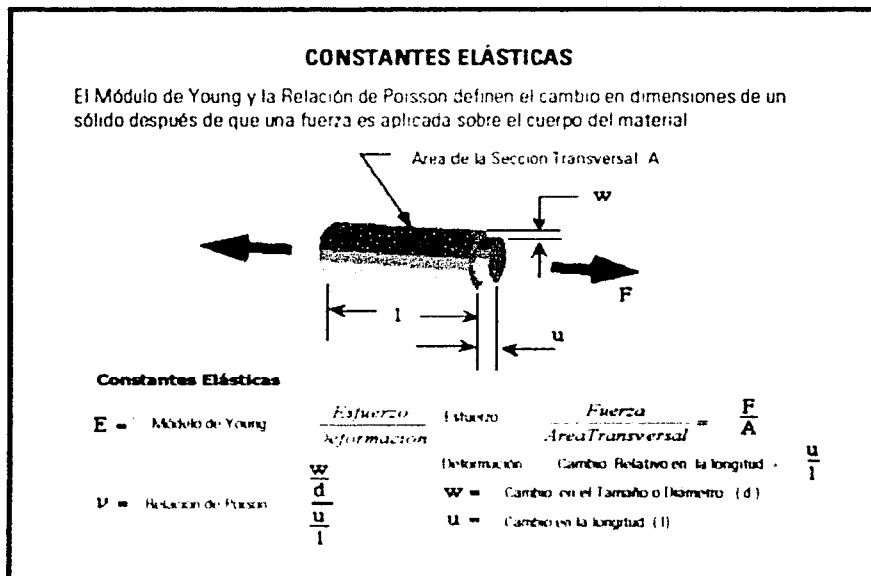 CONSTANTES ELÁSTICAS
El Módulo de Young y la Relación de Poisson definen el cambio en dimensiones de un
sólido después de que una fuerza es aplicada sobre el cuerpo del material
Area de la Seccion Transversal A
w
F
l
u
Constantes Elásticas
E = Módulo de Young Esfuerzo / Deformación Esfuerzo Fuerza / AreaTransversal = F / A
Deformación Cambio Relativo en la longitud - u / l
ν = Relacion de Poisson w / d / u / l
w = Cambio en el Tamaño o Diámetro (d)
u = Cambio en la longitud (l)